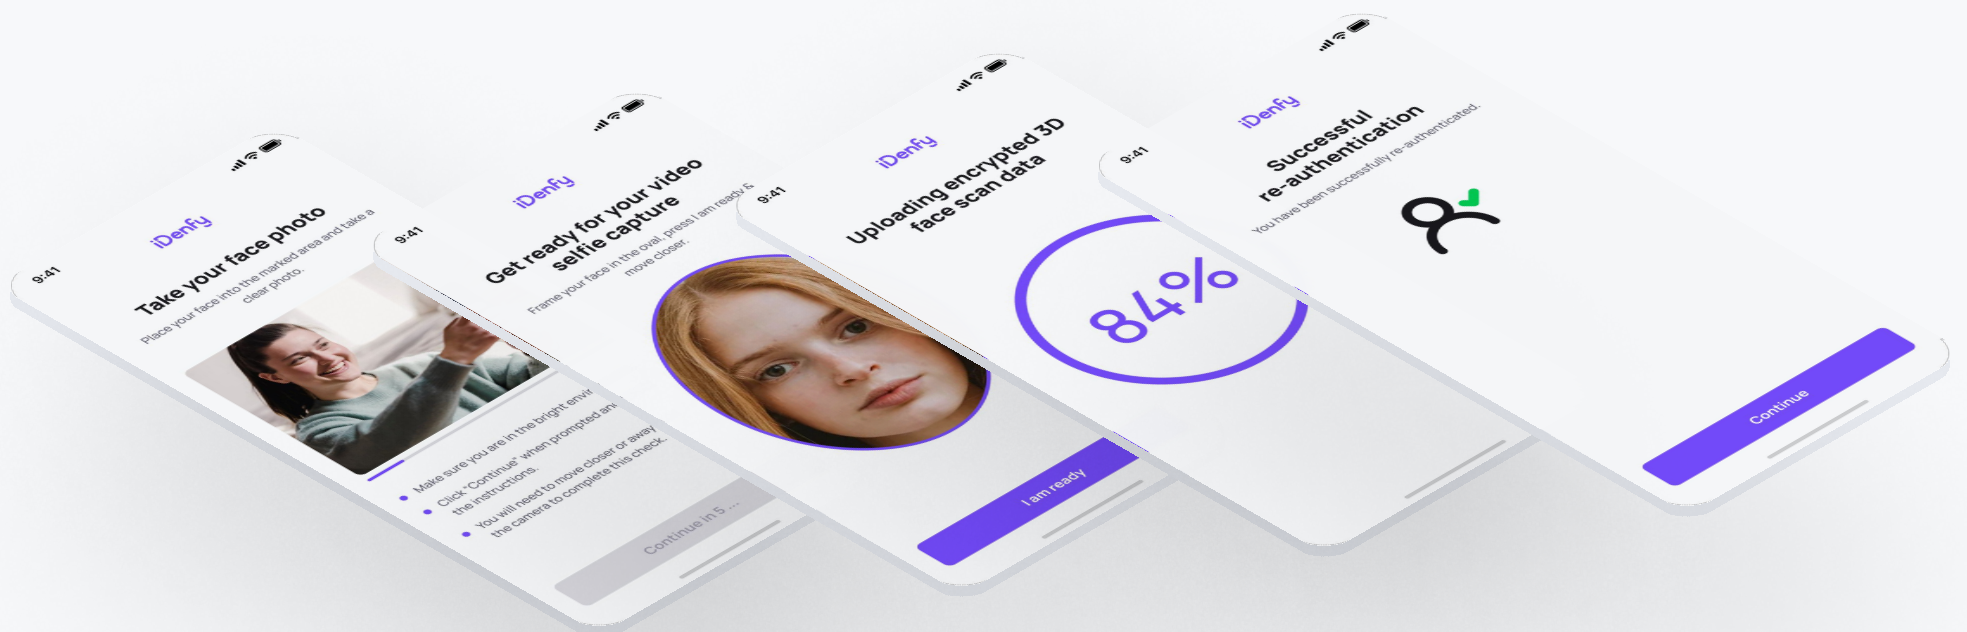 9:41
iDenfy
Take your face photo
Place your face into the marked area and take a
clear photo.
Make sure you are in the bright
Click "Continue" when prompted
the instructions.
You will need to move closer or away
the camera to complete this check.
Continue in 5 ...
9:41
iDenfy
Get ready for your video
selfie capture
Frame your face in the oval, press I am ready &
move closer.
I am ready
9:41
iDenfy
Uploading encrypted 3D
face scan data
84%
9:41
iDenfy
Successful
re-authentication
You have been successfully re-authenticated.
Continue